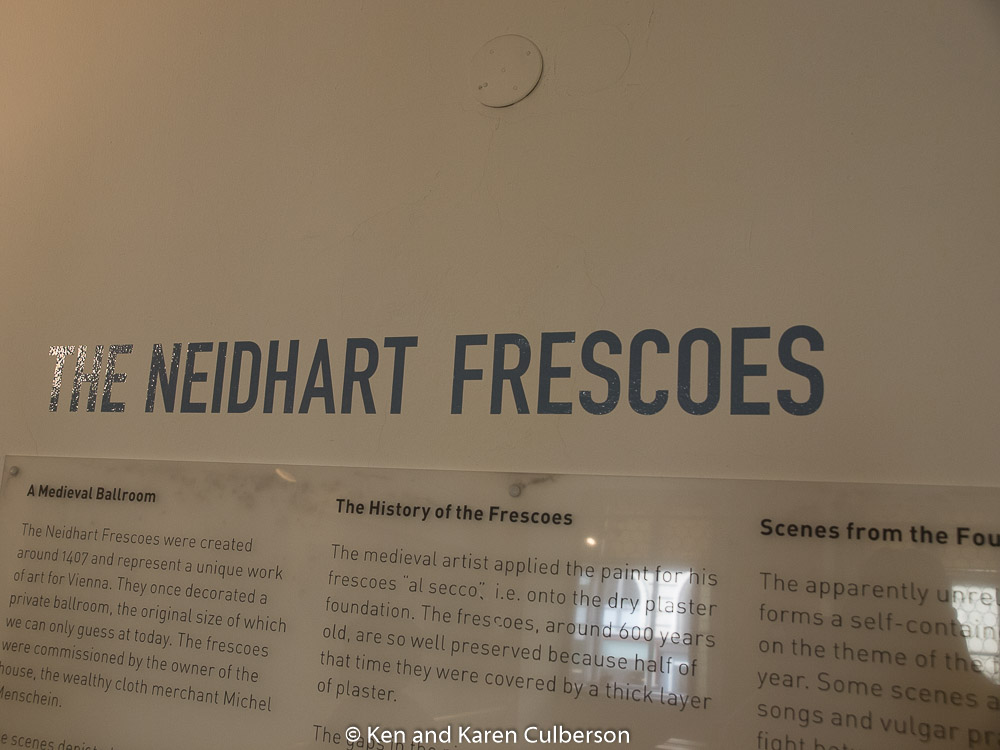 THE NEIDHART FRESCOES
A Medieval Ballroom
The Neidhart Frescoes were created
around 1407 and represent a unique work
of art for Vienna. They once decorated a
private ballroom, the original size of which
we can only guess at today. The frescoes
were commissioned by the owner of the
house, the wealthy cloth merchant Michel
Menschein.
The History of the Frescoes
The medieval artist applied the paint for his
frescoes "al secco", i.e. onto the dry plaster
foundation. The frescoes, around 600 years
old, are so well preserved because half of
that time they were covered by a thick layer
of plaster.
The gaps in the
Scenes from the Fou
The apparently unrel
forms a self-contain
on the theme of the
year. Some scenes a
songs and vulgar pr
© Ken and Karen Culberson